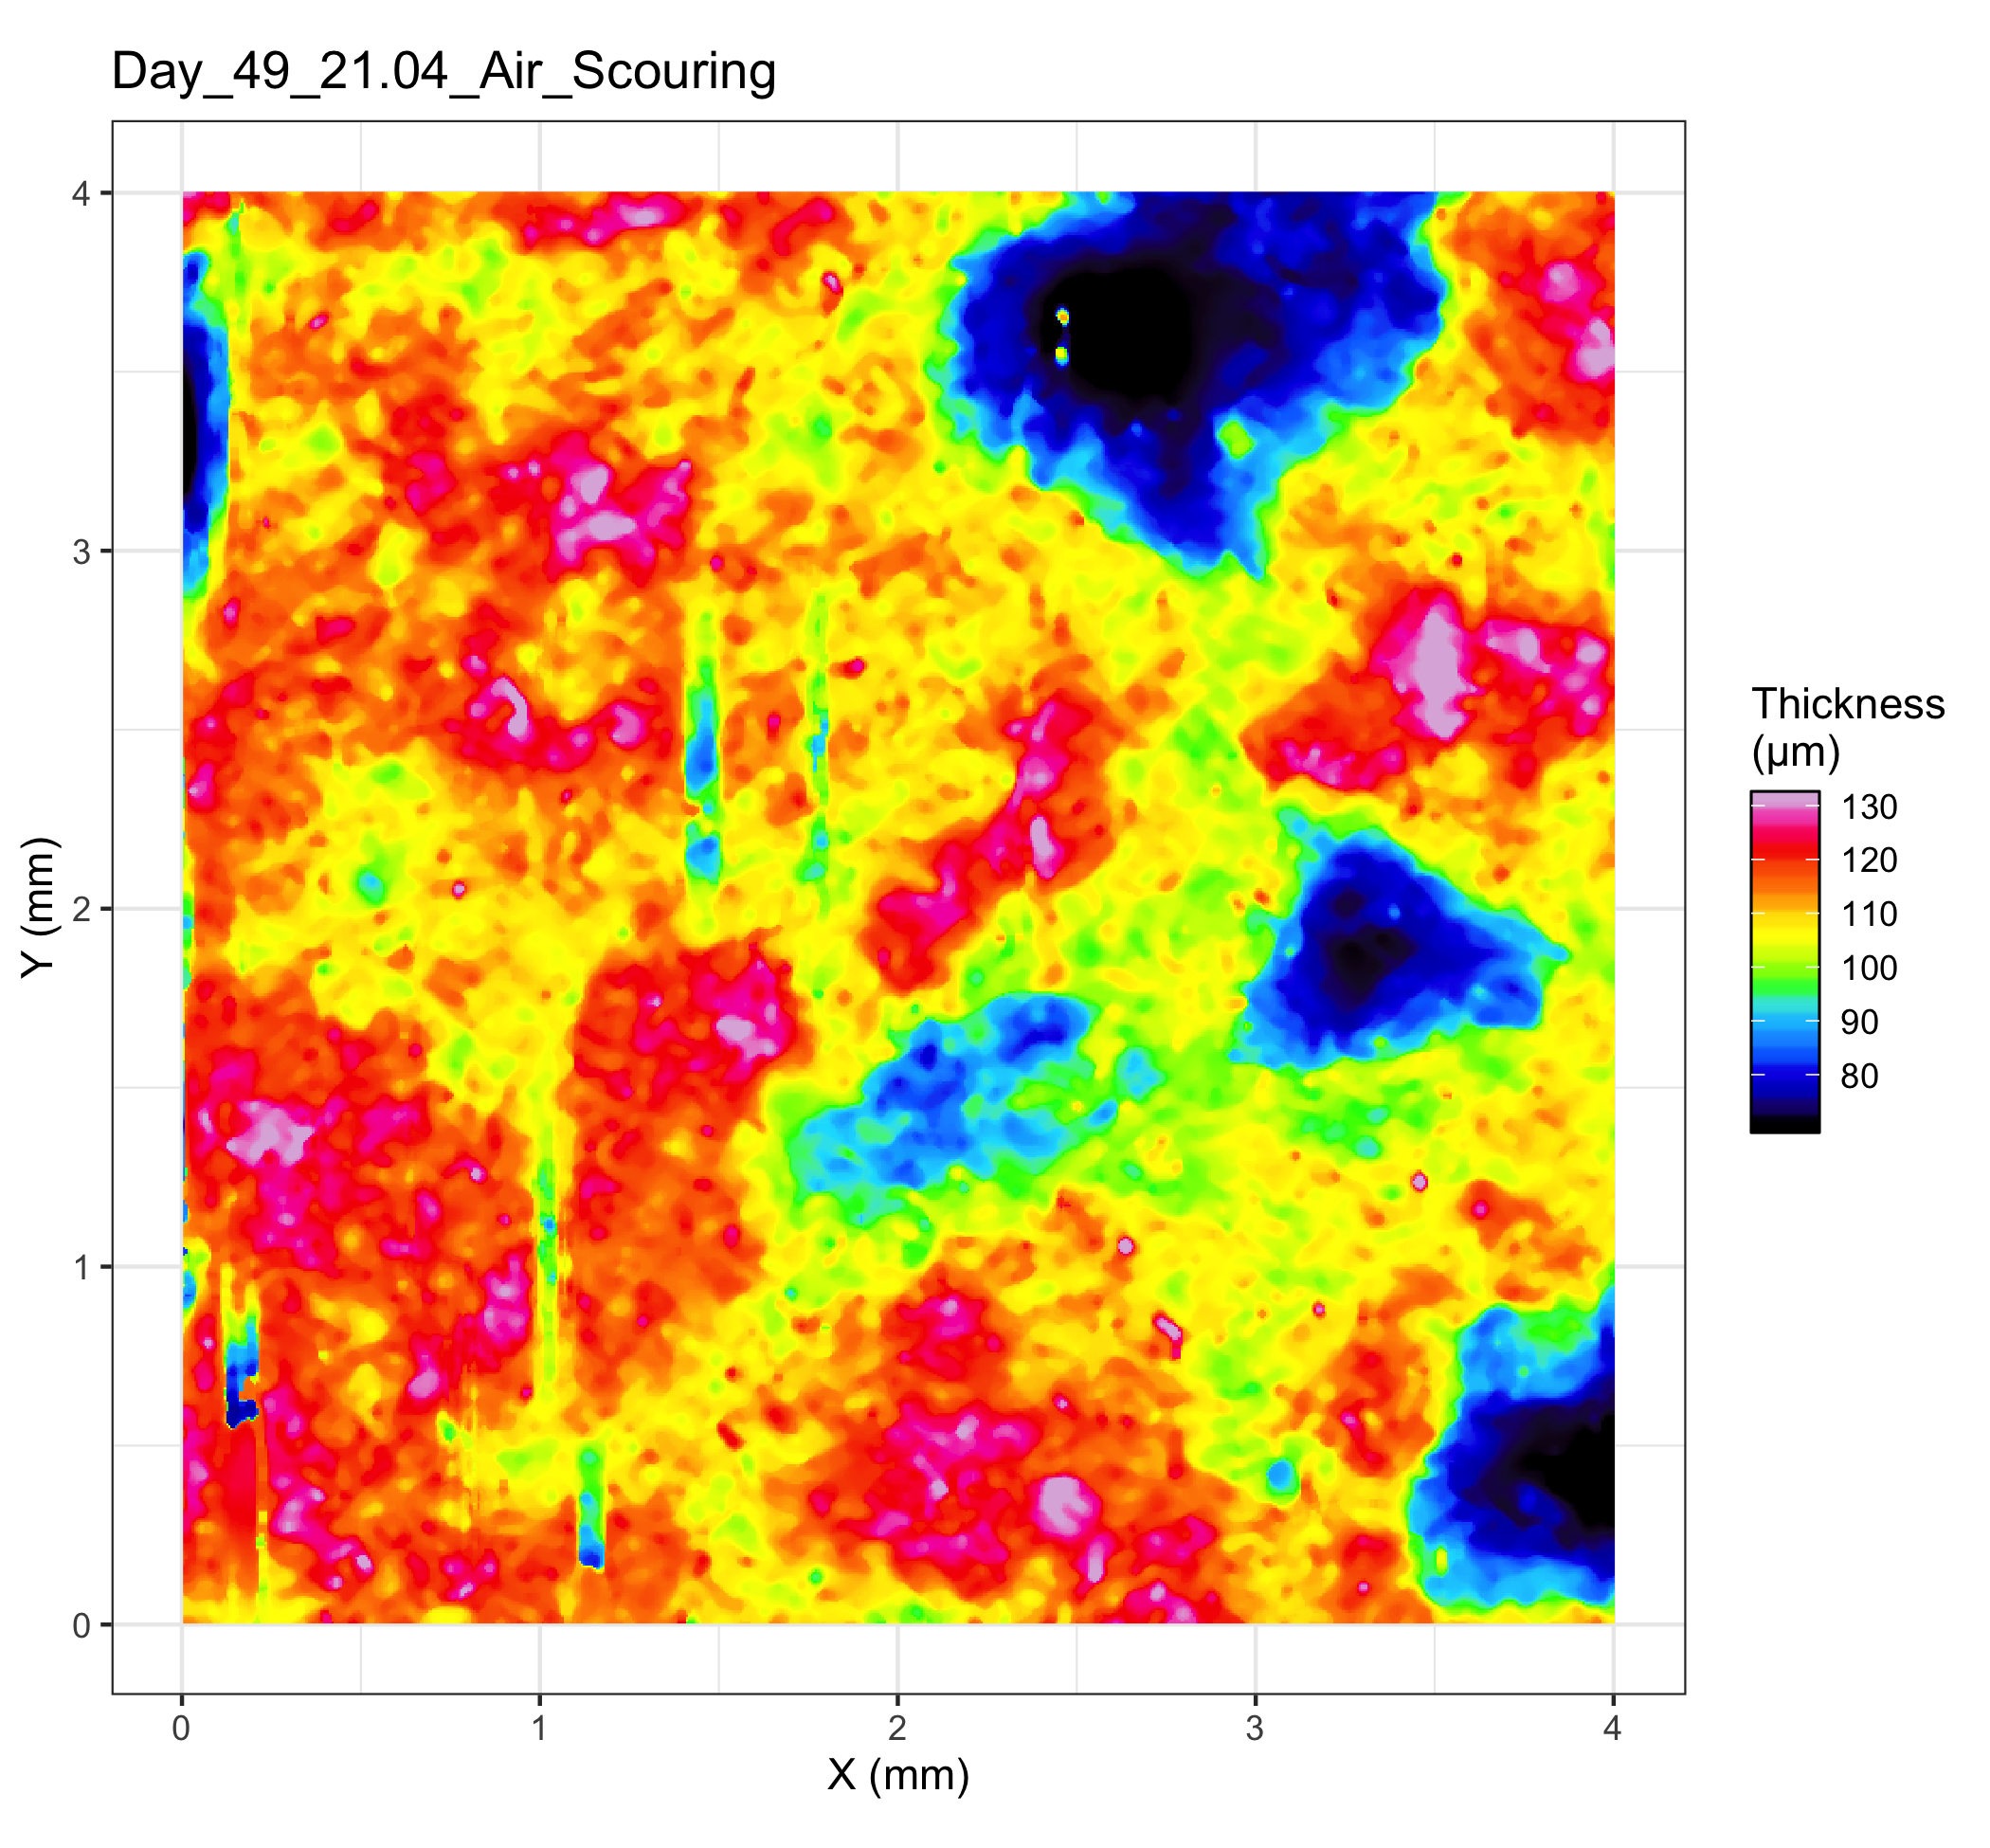 Day_49_21.04_Air_Scouring
4
3
2
1
0
Y (mm)
0 1 2 3 4
X (mm)
Thickness
(μm)
130
120
110
100
90
80